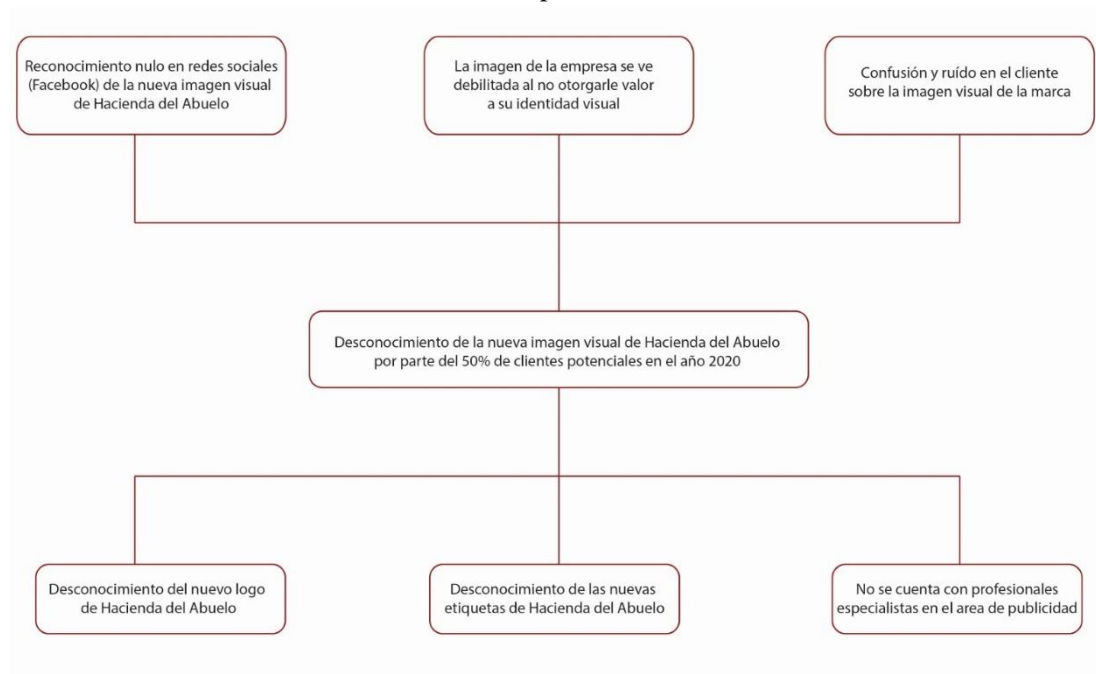 Reconocimiento nulo en redes sociales
(Facebook) de la nueva imagen visual
de Hacienda del Abuelo
La imagen de la empresa se ve
debilitada al no otorgarle valor
a su identidad visual
Confusión y ruído en el cliente
sobre la imagen visual de la marca
Desconocimiento de la nueva imagen visual de Hacienda del Abuelo
por parte del 50% de clientes potenciales en el año 2020
Desconocimiento del nuevo logo
de Hacienda del Abuelo
Desconocimiento de las nuevas
etiquetas de Hacienda del Abuelo
No se cuenta con profesionales
especialistas en el area de publicidad